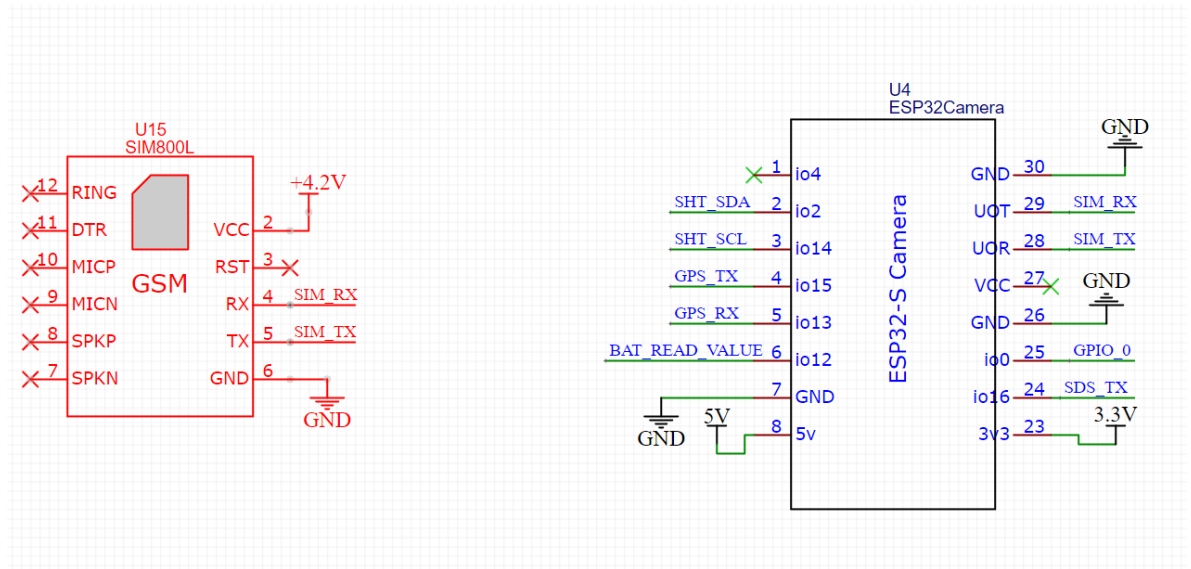 U15
SIM800L
12 RING
11 DTR
10 MICP
9 MICN
8 SPKP
7 SPKN
GSM
+4.2V
VCC 2
RST 3
RX 4 SIM_RX
TX 5 SIM_TX
GND 6
GND
U4
ESP32Camera
1 io4
SHT_SDA 2 io2
SHT_SCL 3 io14
GPS_TX 4 io15
GPS_RX 5 io13
BAT_READ_VALUE 6 io12
7 GND
GND
5V
8 5v
ESP32-S Camera
GND
GND 30
UOT 29 SIM_RX
UOR 28 SIM_TX
VCC 27
GND
GND 26
io0 25 GPIO_0
io16 24 SDS_TX
3.3V
3v3 23